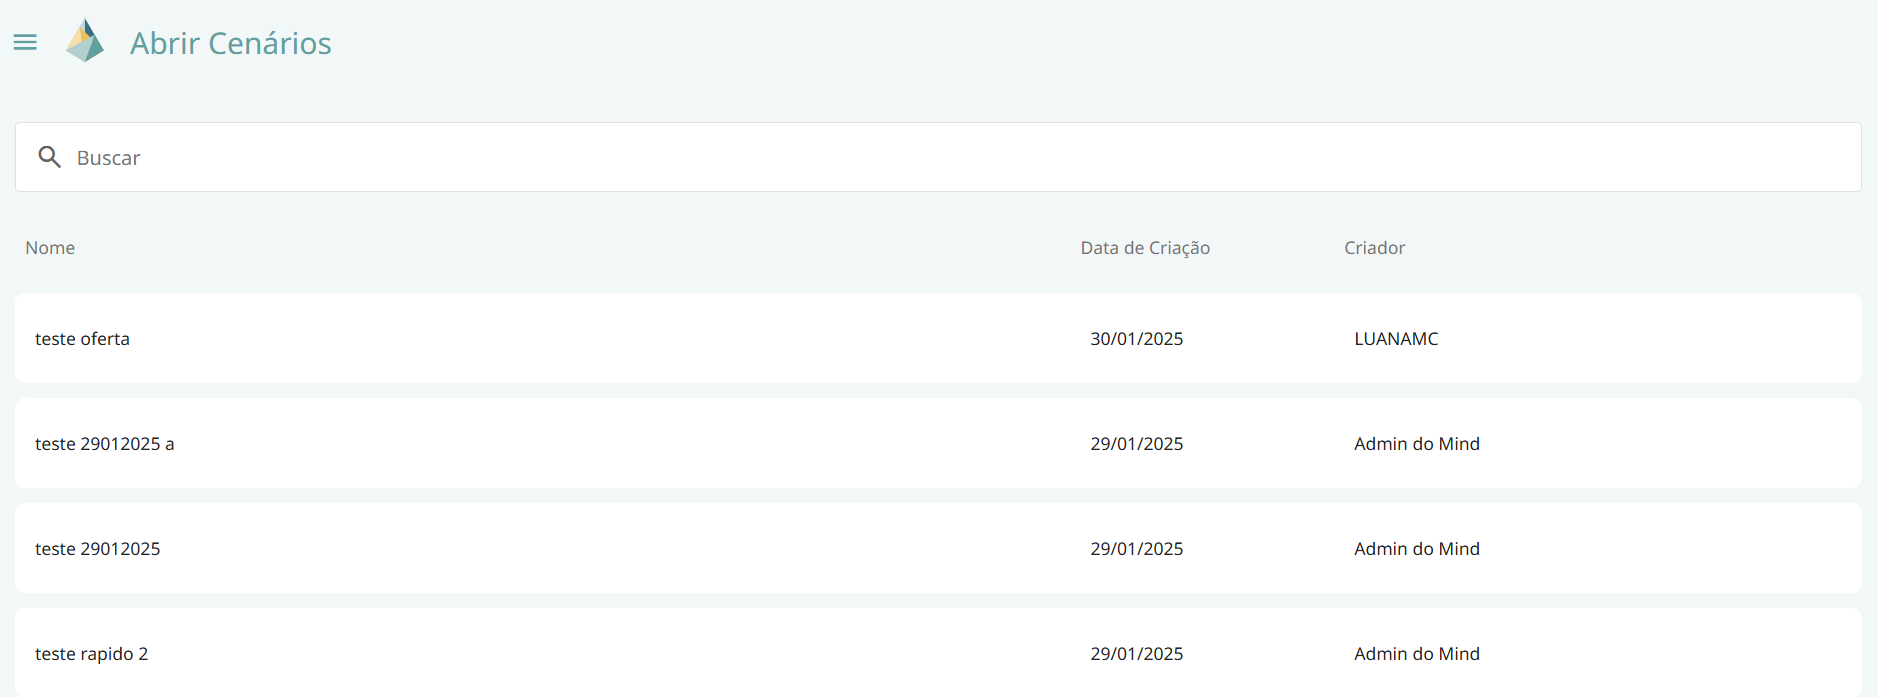 Abrir Cenários
Buscar
Nome Data de Criação Criador
teste oferta 30/01/2025 LUANAMC
teste 29012025 a 29/01/2025 Admin do Mind
teste 29012025 29/01/2025 Admin do Mind
teste rapido 2 29/01/2025 Admin do Mind